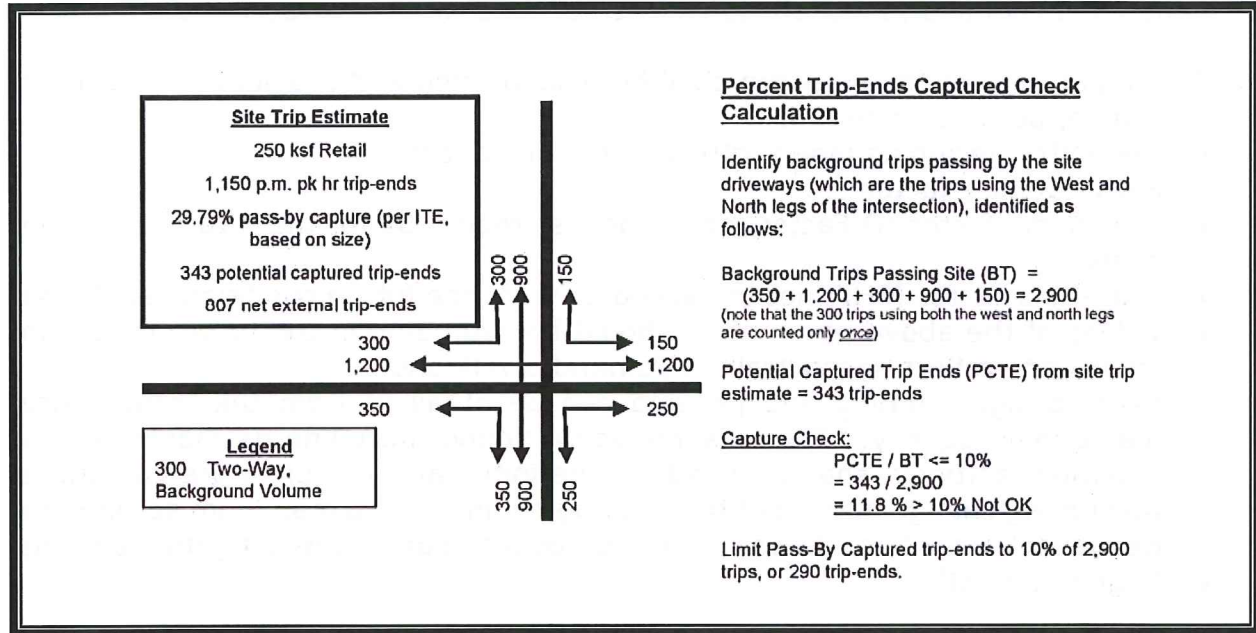 Site Trip Estimate
250 ksf Retail
1,150 p.m. pk hr trip-ends
29.79% pass-by capture (per ITE,
based on size)
343 potential captured trip-ends
807 net external trip-ends
300
900
150
300
150
1,200
1,200
350
250
350
900
250
Legend
300 Two-Way,
Background Volume
Percent Trip-Ends Captured Check
Calculation
Identify background trips passing by the site
driveways (which are the trips using the West and
North legs of the intersection), identified as
follows:
Background Trips Passing Site (BT) =
(350 + 1,200 + 300 + 900 + 150) = 2,900
(note that the 300 trips using both the west and north legs
are counted only once)
Potential Captured Trip Ends (PCTE) from site trip
estimate = 343 trip-ends
Capture Check:
PCTE / BT <= 10%
= 343 / 2,900
= 11.8 % > 10% Not OK
Limit Pass-By Captured trip-ends to 10% of 2,900
trips, or 290 trip-ends.